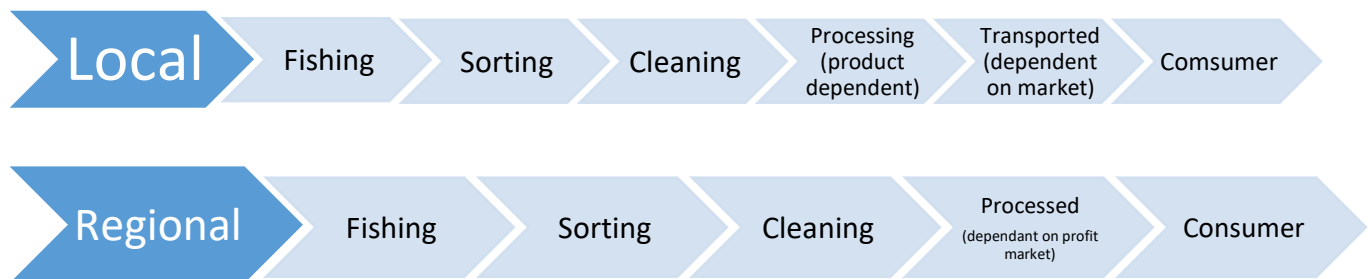 Local
Fishing
Sorting
Cleaning
Processing
(product
dependent)
Transported
(dependent
on market)
Comsumer
Regional
Fishing
Sorting
Cleaning
Processed
(dependant on profit
market)
Consumer